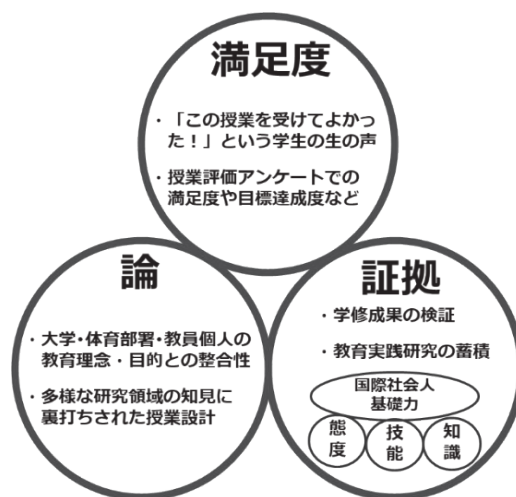 満足度
・「この授業を受けてよかっ
た！」という学生の生の声
・授業評価アンケートでの
満足度や目標達成度など
論
・大学・体育部署・教員個人の
教育理念・目的との整合性
・多様な研究領域の知見に
裏打ちされた授業設計
証拠
・学修成果の検証
・教育実践研究の蓄積
国際社会人
基礎力
態度
技能
知識